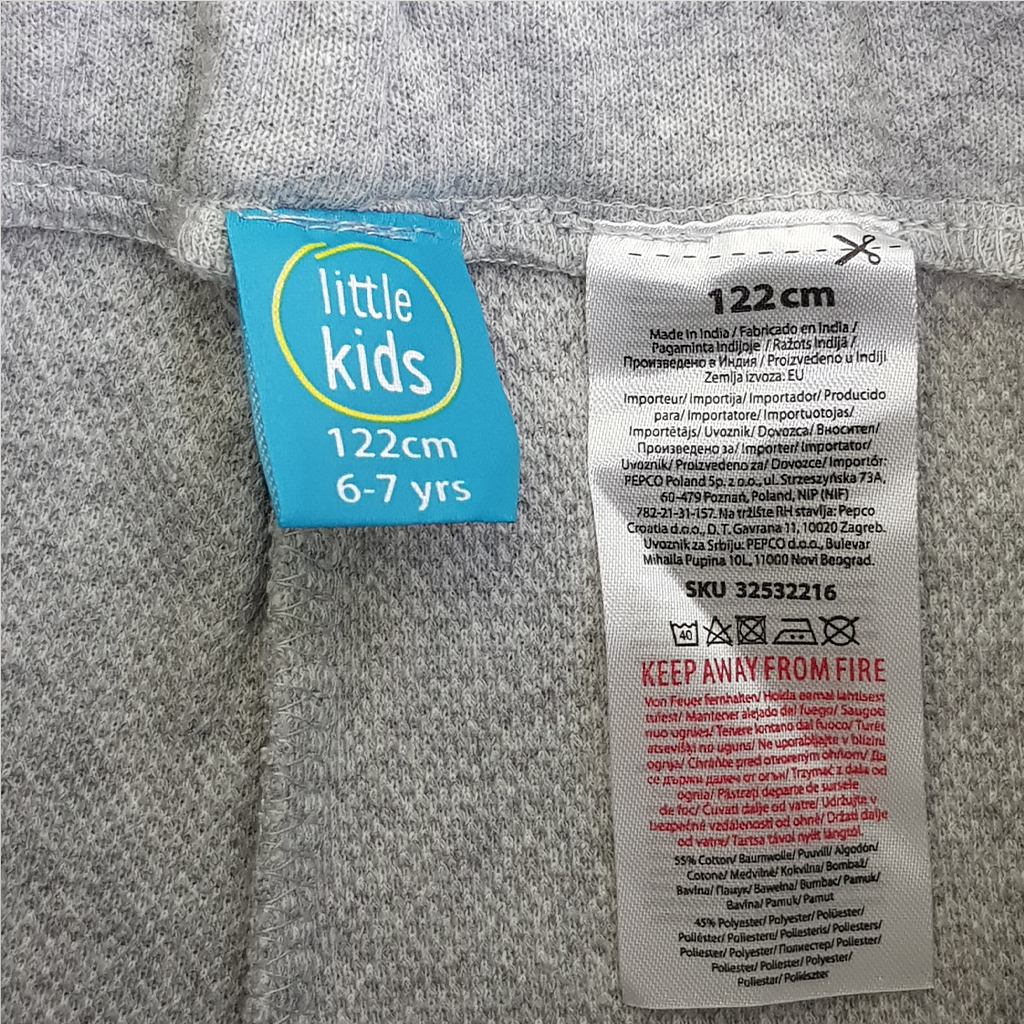 little
kids
122cm
6-7 yrs
122cm
Made in India / Fabricado en India /
Pagaminta Indijoje / Ražots Indijā /
Произведено в Индия / Proizvedeno u Indiji
Zemlja izvoza: EU
Importeur/ Importija/ Importador/ Producido
para/ Importatore/ Importuotojas/
Importētājs/ Uvoznik/ Dovozca/ Вносител/
Произведено за/ Importer/ Importator/
Uvoznik/ Proizvedeno za/ Dovozce/ Importőr:
PEPCO Poland Sp. z o.o., ul. Strzeszyńska 73A,
60-479 Poznań, Poland, NIP (NIF)
782-21-31-157. Na tržište RH stavlja: Pepco
Croatia d.o.o., D. T. Gavrana 11, 10020 Zagreb.
Uvoznik za Srbiju: PEPCO d.o.o., Bulevar
Mihaila Pupina 10L, 11000 Novi Beograd.
SKU 32532216
40
KEEP AWAY FROM FIRE
Von Feuer fernhalten/ Hoida eemal lahtisest
tulest/ Mantener alejado del fuego/ Saugoti
nuo ugnies/ Tenere lontano dal fuoco/ Turēt
atsevišķi no uguns/ Ne uporabljajte v bližini
ognja/ Chráňte pred otvoreným ohňom/ Да
се държи далеч от огън/ Trzymać z dala od
ognia/ Păstrați departe de sursele
de foc/ Čuvati dalje od vatre/ Udržujte v
bezpečné vzdálenosti od ohně/ Držati dalje
od vatre/ Tartsa távol nyílt lángtól.
55% Cotton/ Baumwolle/ Puuvill/ Algodón/
Cotone/ Medvilnė/ Kokvilna/ Bombaž/
Bavlna/ Памук/ Bawełna/ Bumbac/ Pamuk/
Bavlna/ Pamuk/ Pamut
45% Polyester/ Polyester/ Polüester/
Poliéster/ Poliestere/ Poliesteris/ Poliesters/
Poliester/ Polyester/ Полиестер/ Poliester/
Poliester/ Poliester/ Polyester/
Poliestar/ Poliészter